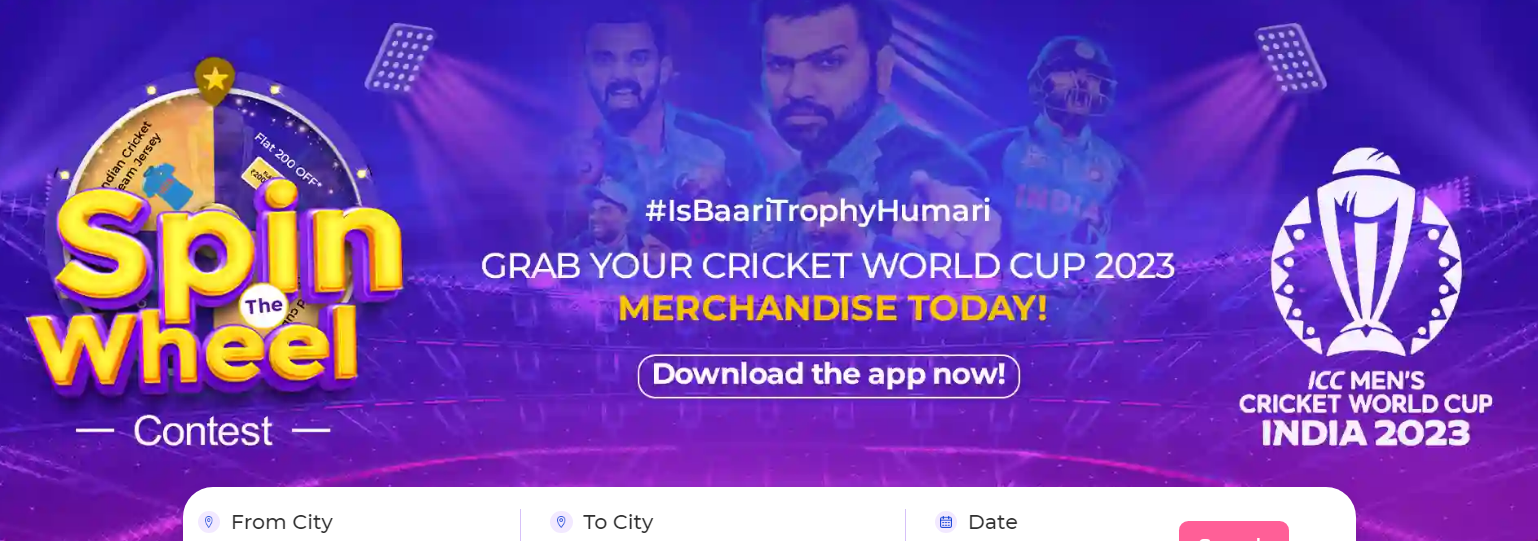 Indian Cricket
Team Jersey
Flat 200 OFF*
Spin
The
Wheel
Contest
#IsBaariTrophyHumari
GRAB YOUR CRICKET WORLD CUP 2023
MERCHANDISE TODAY!
Download the app now!
INDIA
ICC MEN'S
CRICKET WORLD CUP
INDIA 2023
From City
To City
Date